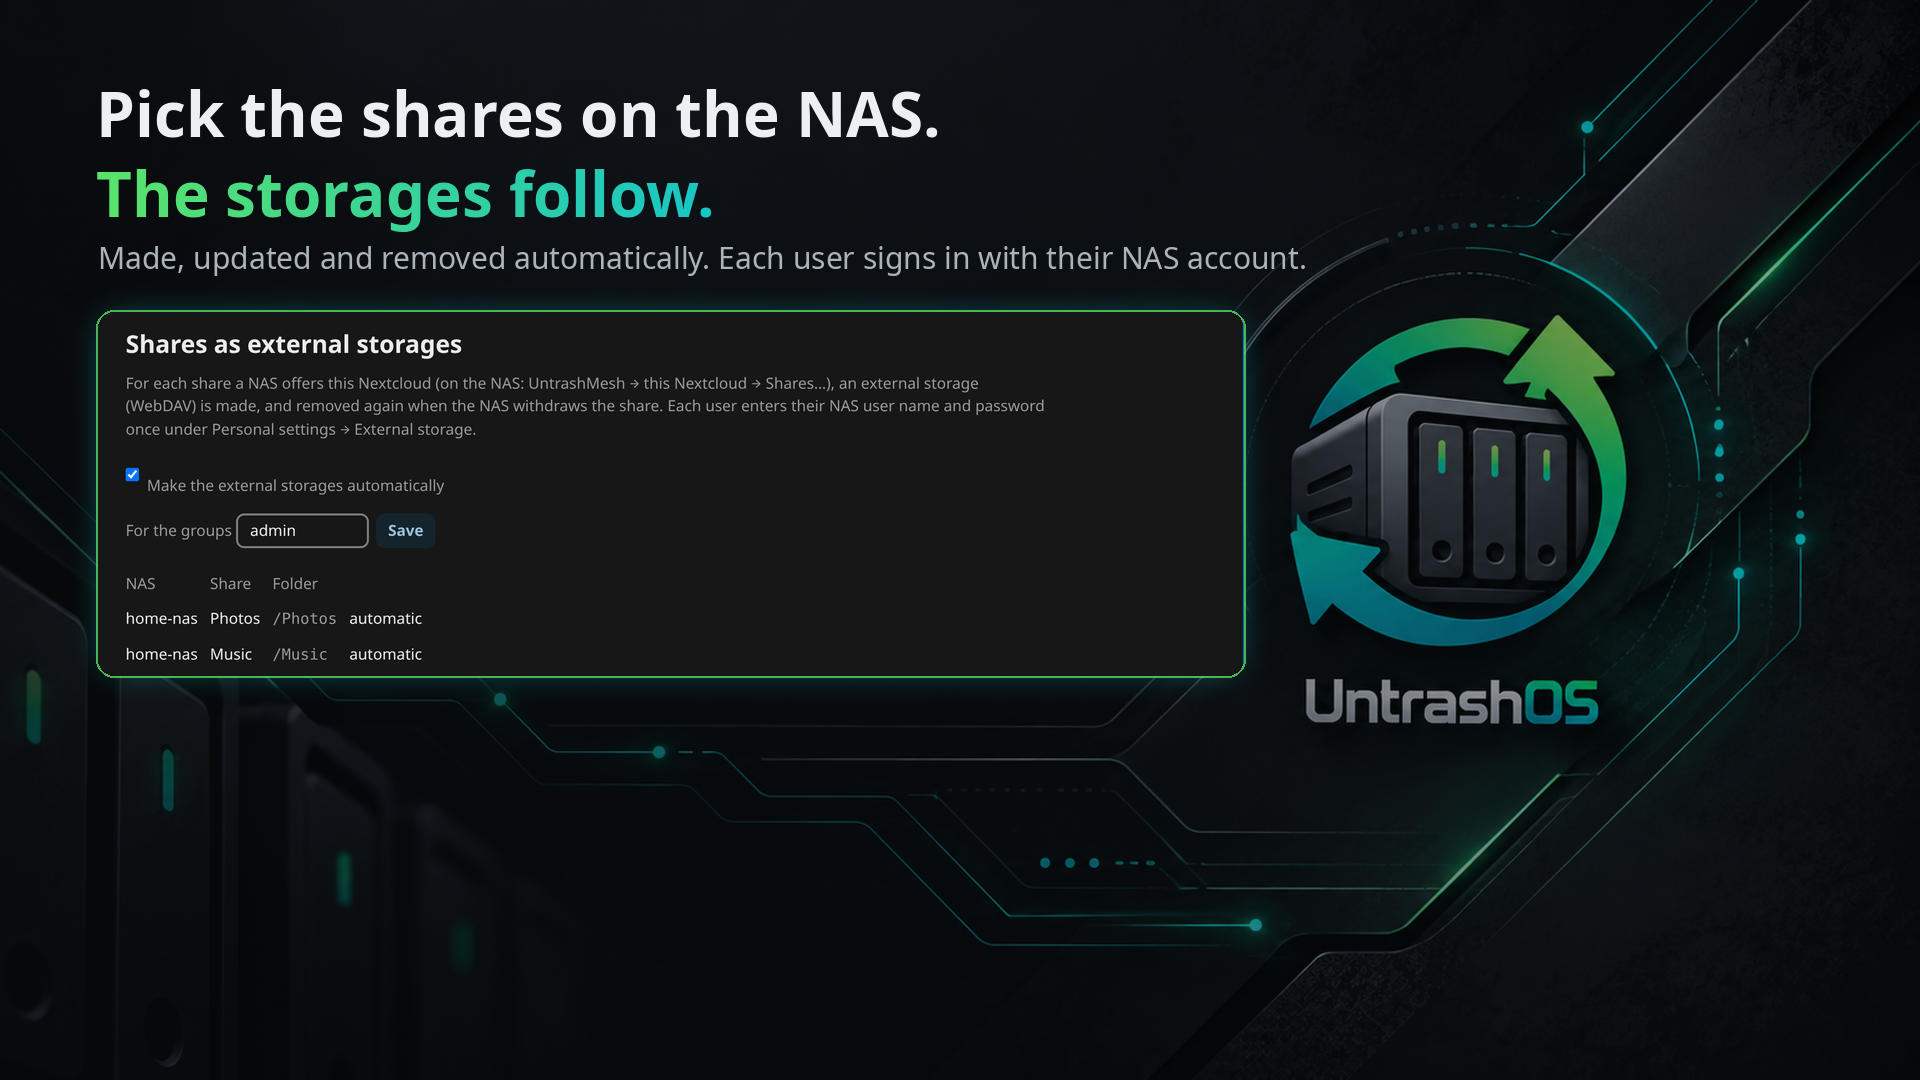 Pick the shares on the NAS.
The storages follow.
Made, updated and removed automatically. Each user signs in with their NAS account.
Shares as external storages
For each share a NAS offers this Nextcloud (on the NAS: UntrashMesh → this Nextcloud → Shares...), an external storage
(WebDAV) is made, and removed again when the NAS withdraws the share. Each user enters their NAS user name and password
once under Personal settings → External storage.
Make the external storages automatically
For the groups admin Save
NAS Share Folder
home-nas Photos /Photos automatic
home-nas Music /Music automatic
UntrashOS